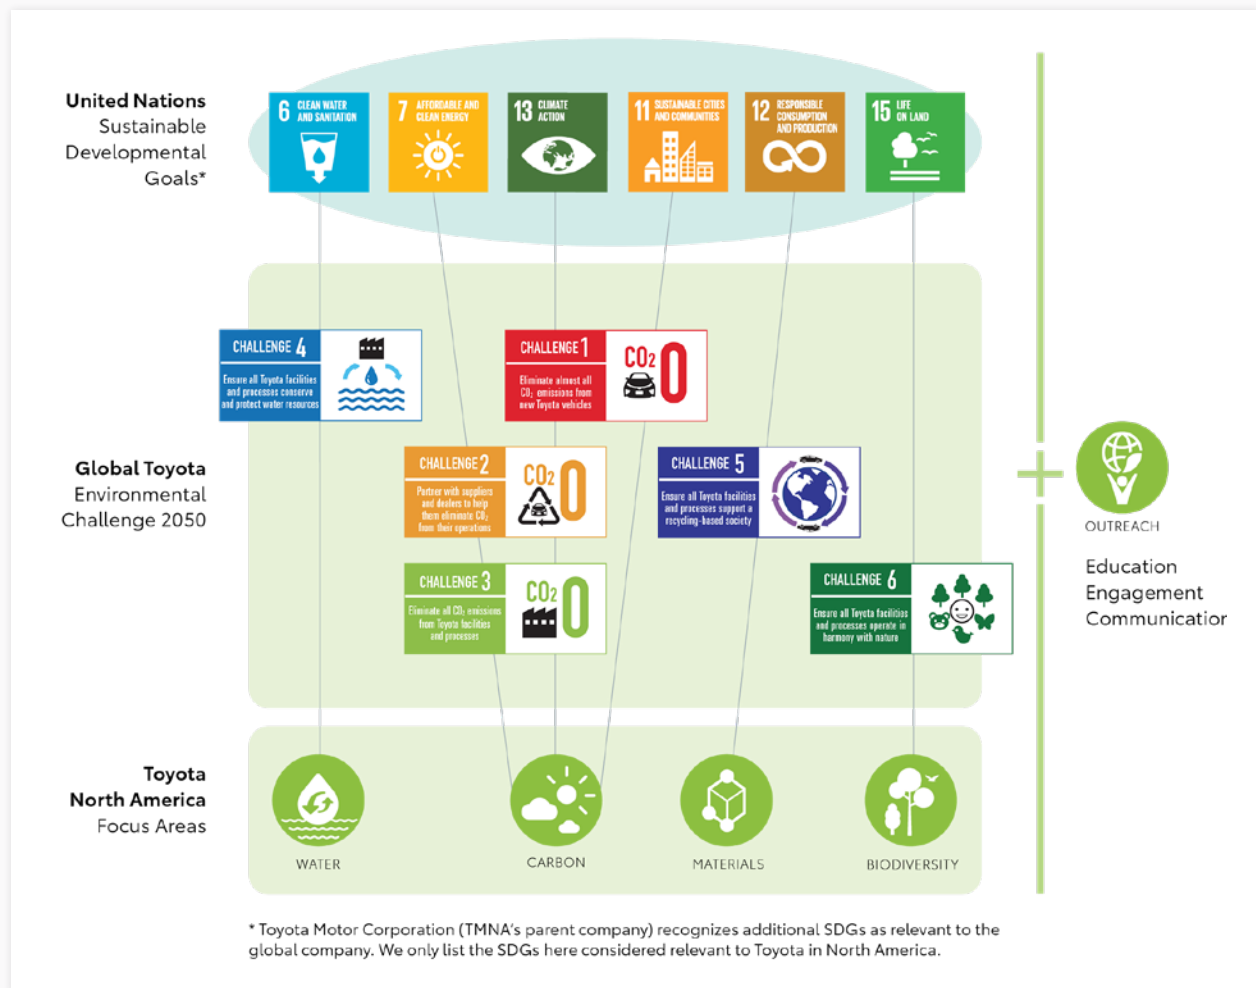 United Nations
Sustainable
Developmental
Goals*
6 CLEAN WATER
AND SANITATION
7 AFFORDABLE AND
CLEAN ENERGY
13 CLIMATE
ACTION
11 SUSTAINABLE CITIES
AND COMMUNITIES
12 RESPONSIBLE
CONSUMPTION
AND PRODUCTION
15 LIFE
ON LAND
Global Toyota
Environmental
Challenge 2050
CHALLENGE 4
Ensure all Toyota facilities
and processes conserve
and protect water resources
CHALLENGE 1
Eliminate almost all
CO₂ emissions from
new Toyota vehicles
CO₂ 0
CHALLENGE 2
Partner with suppliers
and dealers to help
them eliminate CO₂
from their operations
CO₂ 0
CHALLENGE 5
Ensure all Toyota facilities
and processes support a
recycling-based society
CHALLENGE 3
Eliminate all CO₂ emissions
from Toyota facilities
and processes
CO₂ 0
CHALLENGE 6
Ensure all Toyota facilities
and processes operate in
harmony with nature
OUTREACH
Education
Engagement
Communication
Toyota
North America
Focus Areas
WATER
CARBON
MATERIALS
BIODIVERSITY
* Toyota Motor Corporation (TMNA's parent company) recognizes additional SDGs as relevant to the
global company. We only list the SDGs here considered relevant to Toyota in North America.